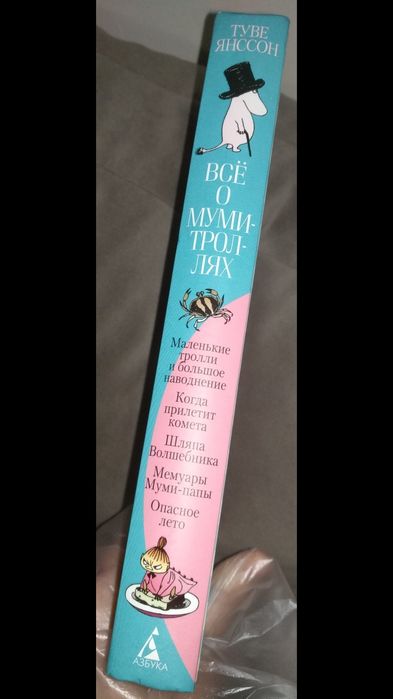 ТУВЕ
ЯНССОН
ВСЁ
О
МУМИ-
ТРОЛ-
ЛЯХ
Маленькие
тролли
и большое
наводнение
Когда
прилетит
комета
Шляпа
Волшебника
Мемуары
Муми-папы
Опасное
лето
АЗБУКА